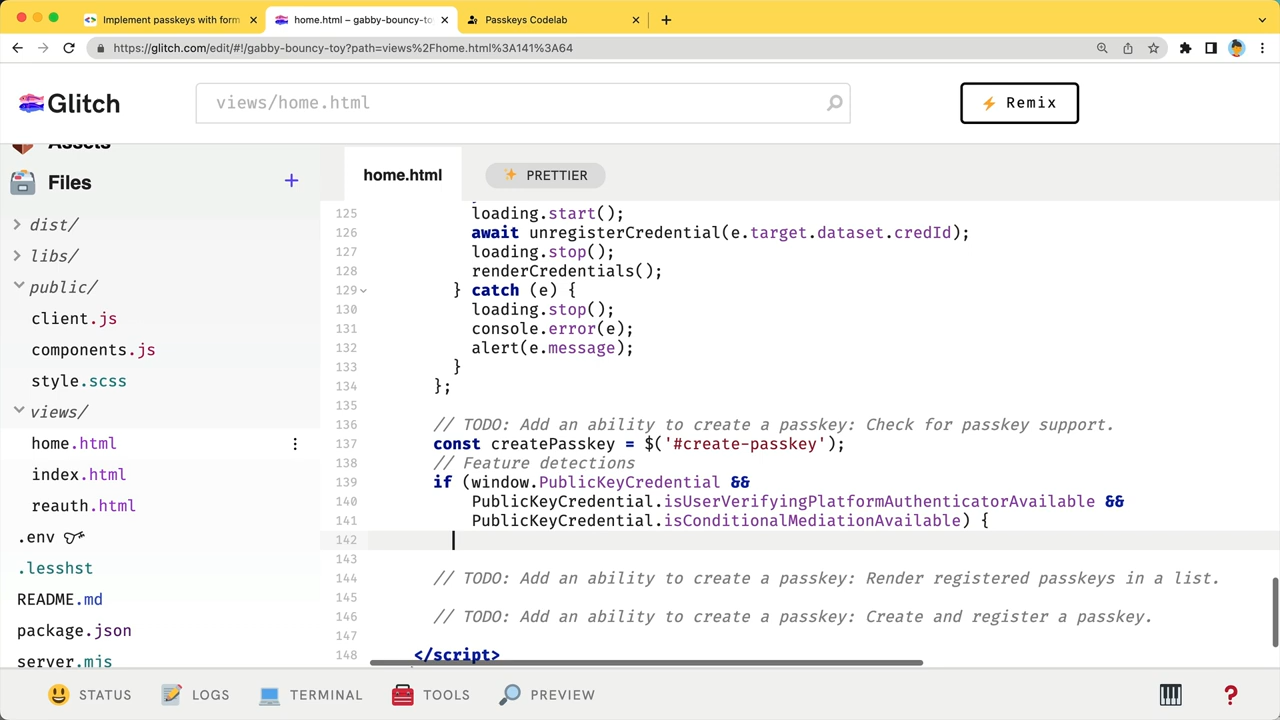 Implement passkeys with form
home.html – gabby-bouncy-to
Passkeys Codelab
https://glitch.com/edit/#!/gabby-bouncy-toy?path=views%2Fhome.html%3A141%3A64
Glitch
views/home.html
Remix
Assets
Files
+
home.html
PRETTIER
dist/
libs/
public/
client.js
components.js
style.scss
views/
home.html
index.html
reauth.html
.env
.lesshst
README.md
package.json
server.mjs
125 loading.start();
126 await unregisterCredential(e.target.dataset.credId);
127 loading.stop();
128 renderCredentials();
129 } catch (e) {
130 loading.stop();
131 console.error(e);
132 alert(e.message);
133 }
134 };
135
136 // TODO: Add an ability to create a passkey: Check for passkey support.
137 const createPasskey = $('#create-passkey');
138 // Feature detections
139 if (window.PublicKeyCredential &&
140 PublicKeyCredential.isUserVerifyingPlatformAuthenticatorAvailable &&
141 PublicKeyCredential.isConditionalMediationAvailable) {
142
143
144 // TODO: Add an ability to create a passkey: Render registered passkeys in a list.
145
146 // TODO: Add an ability to create a passkey: Create and register a passkey.
147
148 </script>
STATUS
LOGS
TERMINAL
TOOLS
PREVIEW
?